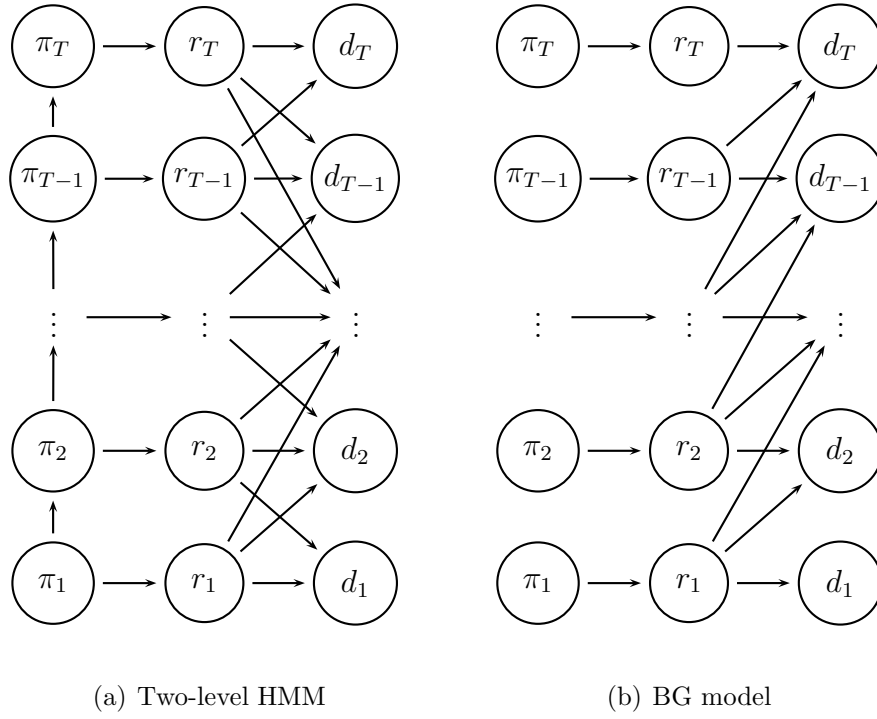 π_T r_T d_T π_T r_T d_T
π_{T−1} r_{T−1} d_{T−1} π_{T−1} r_{T−1} d_{T−1}
⋮ ⋮ ⋮ ⋮ ⋮ ⋮
π_2 r_2 d_2 π_2 r_2 d_2
π_1 r_1 d_1 π_1 r_1 d_1
(a) Two-level HMM (b) BG model